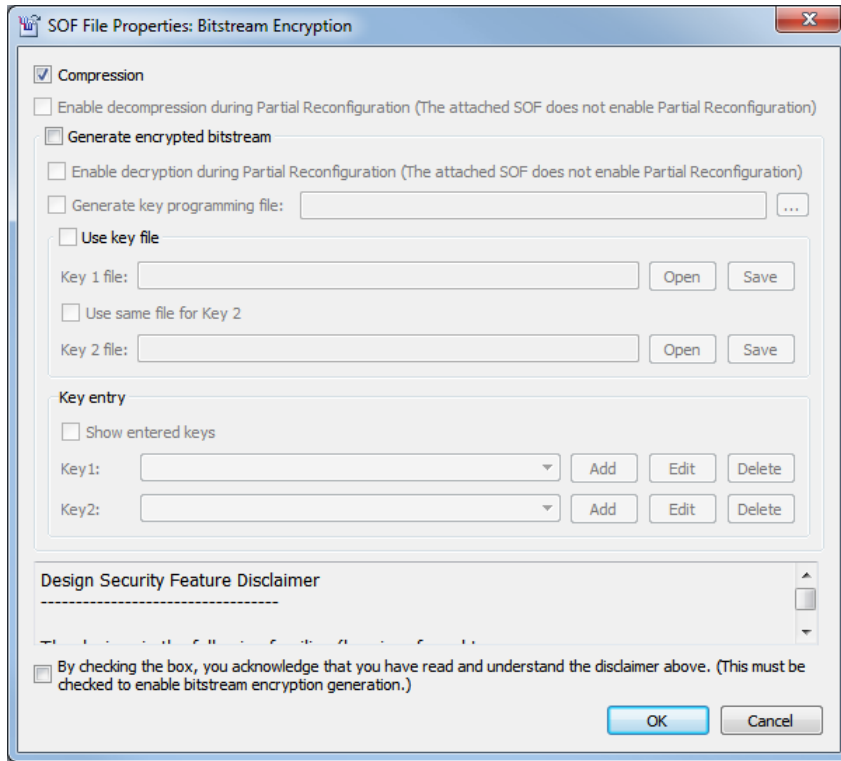 SOF File Properties: Bitstream Encryption
Compression
Enable decompression during Partial Reconfiguration (The attached SOF does not enable Partial Reconfiguration)
Generate encrypted bitstream
Enable decryption during Partial Reconfiguration (The attached SOF does not enable Partial Reconfiguration)
Generate key programming file:
...
Use key file
Key 1 file:
Open
Save
Use same file for Key 2
Key 2 file:
Open
Save
Key entry
Show entered keys
Key1:
Add
Edit
Delete
Key2:
Add
Edit
Delete
Design Security Feature Disclaimer
----------------------------------
By checking the box, you acknowledge that you have read and understand the disclaimer above. (This must be
checked to enable bitstream encryption generation.)
OK
Cancel